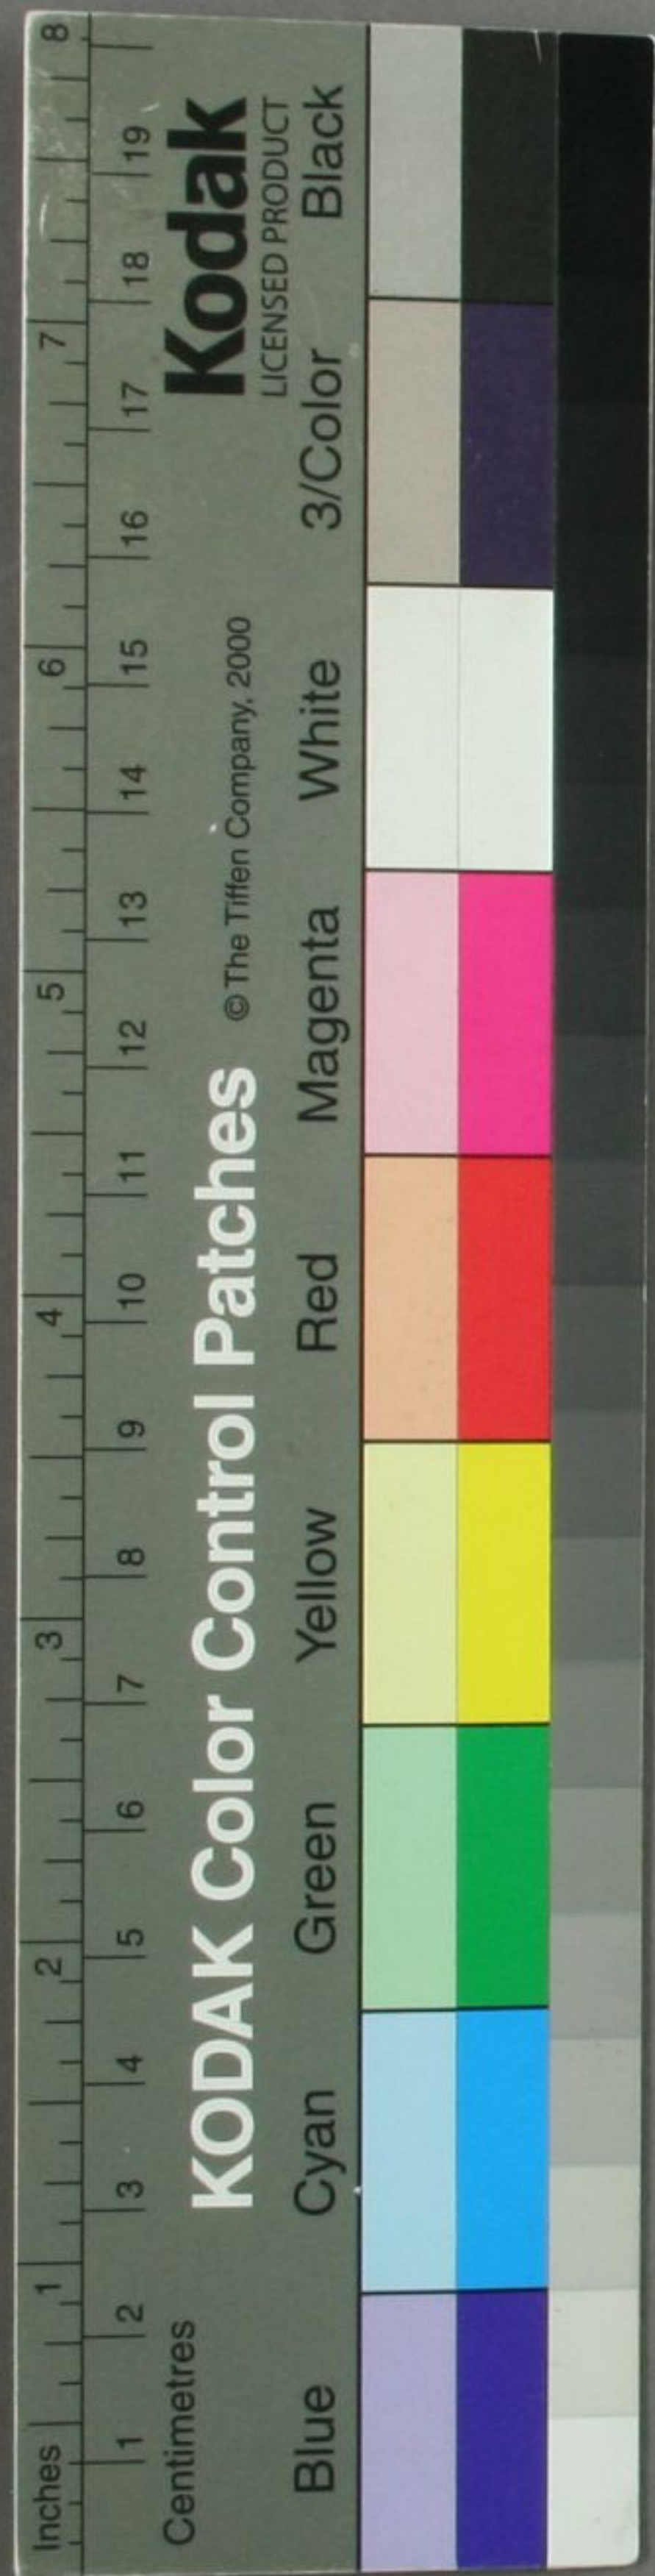 Inches 1 2 3 4 5 6 7 8
1 2 3 4 5 6 7 8 9 10 11 12 13 14 15 16 17 18 19
Centimetres
KODAK Color Control Patches © The Tiffen Company, 2000 Kodak
LICENSED PRODUCT
Blue Cyan Green Yellow Red Magenta White 3/Color Black